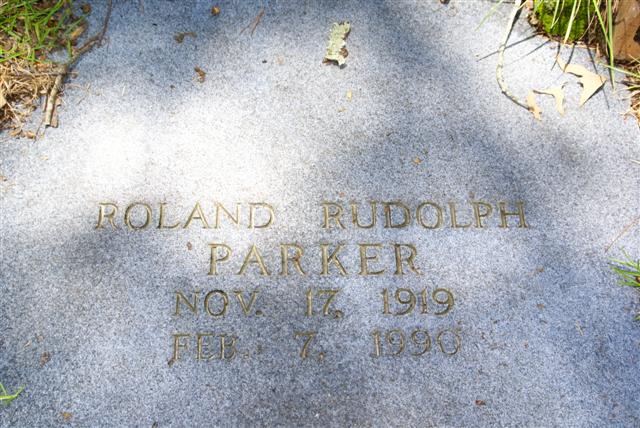 ROLAND RUDOLPH
PARKER
NOV. 17, 1919
FEB. 7, 1990